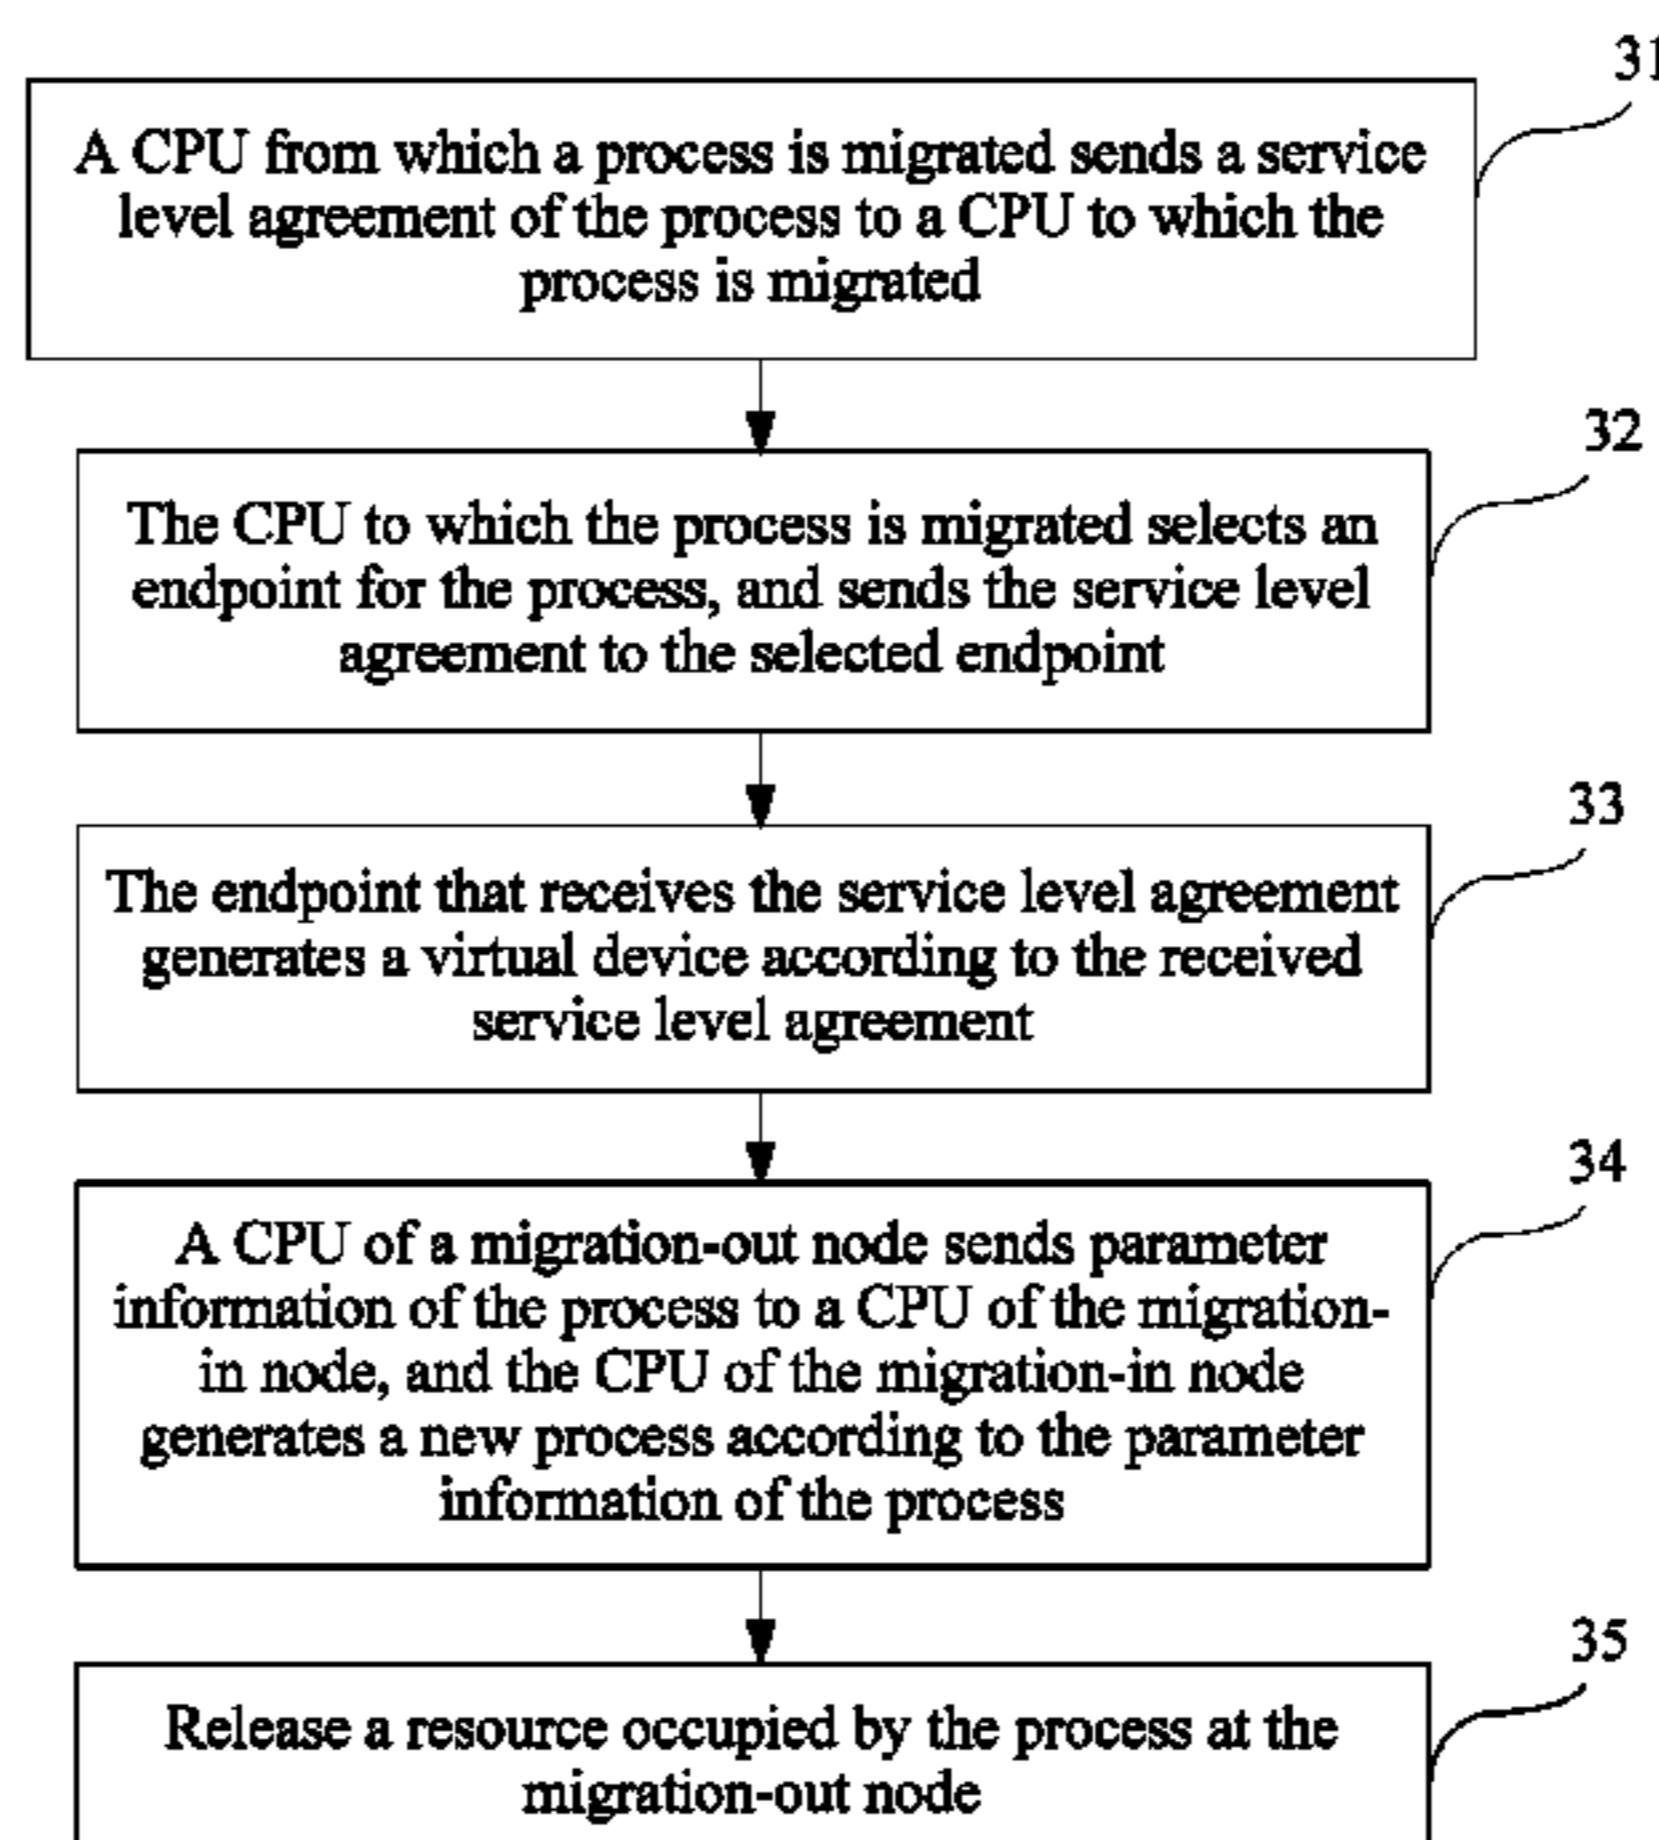 31
A CPU from which a process is migrated sends a service
level agreement of the process to a CPU to which the
process is migrated
32
The CPU to which the process is migrated selects an
endpoint for the process, and sends the service level
agreement to the selected endpoint
33
The endpoint that receives the service level agreement
generates a virtual device according to the received
service level agreement
34
A CPU of a migration-out node sends parameter
information of the process to a CPU of the migration-
in node, and the CPU of the migration-in node
generates a new process according to the parameter
information of the process
35
Release a resource occupied by the process at the
migration-out node